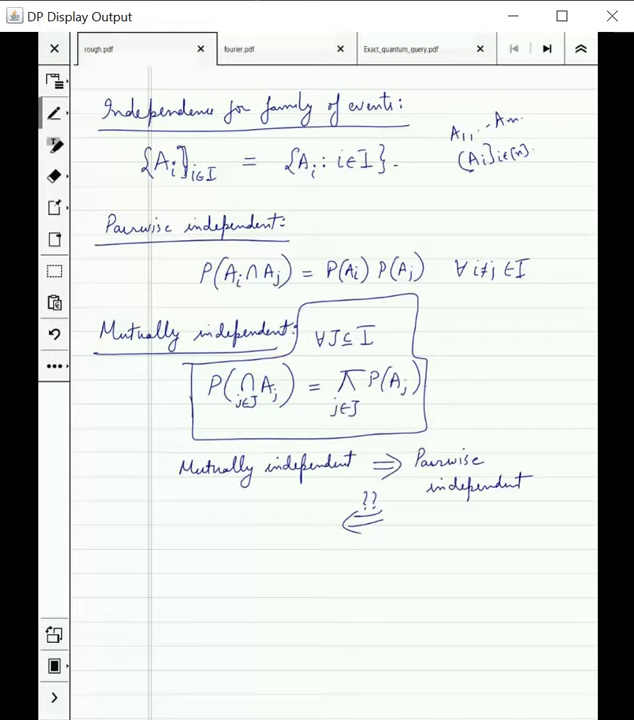 DP Display Output
rough.pdf
fourier.pdf
Exact_quantum_query.pdf
Independence for family of events:
{Ai}i∈I = {Ai : i∈I}.
A1, .. An.
(Ai)i∈[n].
Pairwise independent:
P(Ai∩Aj) = P(Ai) P(Aj) ∀ i≠j ∈I
Mutually independent: ∀J⊆I
P(∩j∈J Aj) = ∏j∈J P(Aj)
Mutually independent ⇒ Pairwise
independent
??
⇐